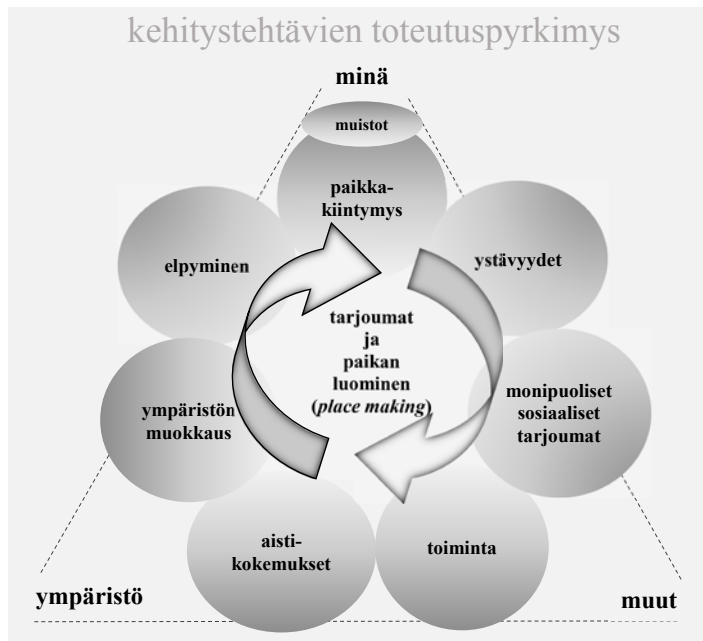 kehitystehtävien toteutuspyrkimys
minä
muistot
paikka-
kiintymys
elpyminen
ystävyydet
tarjoumat
ja
paikan
luominen
(place making)
ympäristön
muokkaus
monipuoliset
sosiaaliset
tarjoumat
aisti-
kokemukset
toiminta
ympäristö
muut